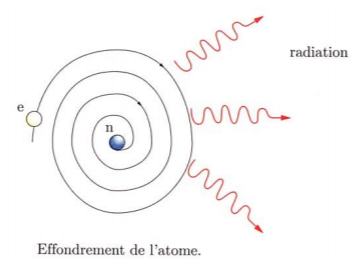 radiation
e
n
Effondrement de l'atome.